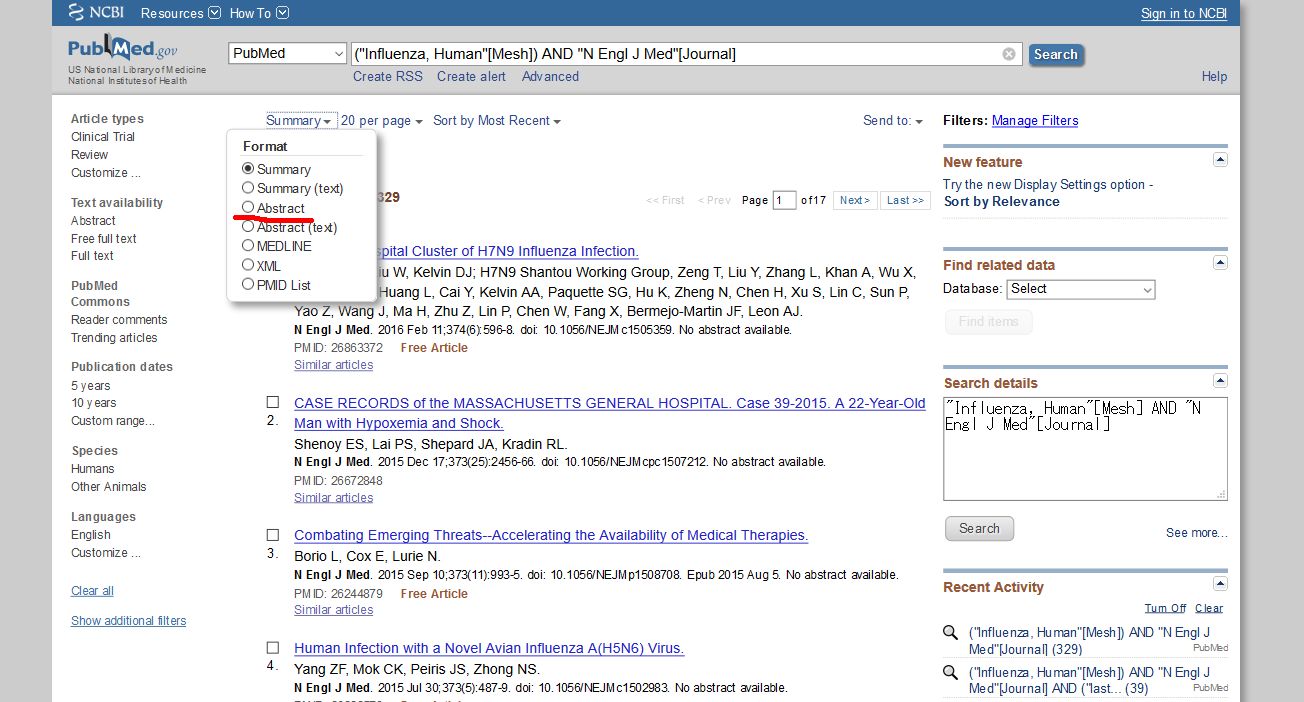 NCBI Resources How To Sign in to NCBI
PubMed.gov
US National Library of Medicine
National Institutes of Health
PubMed
("Influenza, Human"[Mesh]) AND "N Engl J Med"[Journal]
Search
Create RSS Create alert Advanced
Help
Article types
Clinical Trial
Review
Customize ...
Text availability
Abstract
Free full text
Full text
PubMed
Commons
Reader comments
Trending articles
Publication dates
5 years
10 years
Custom range...
Species
Humans
Other Animals
Languages
English
Customize ...
Clear all
Show additional filters
Summary 20 per page Sort by Most Recent Send to:
Format
Summary
Summary (text)
Abstract
Abstract (text)
MEDLINE
XML
PMID List
329
<< First < Prev Page 1 of 17 Next > Last >>
Cluster of H7N9 Influenza Infection.
W, Kelvin DJ; H7N9 Shantou Working Group, Zeng T, Liu Y, Zhang L, Khan A, Wu X,
Huang L, Cai Y, Kelvin AA, Paquette SG, Hu K, Zheng N, Chen H, Xu S, Lin C, Sun P,
Yao Z, Wang J, Ma H, Zhu Z, Lin P, Chen W, Fang X, Bermejo-Martin JF, Leon AJ.
N Engl J Med. 2016 Feb 11;374(6):596-8. doi: 10.1056/NEJMc1505359. No abstract available.
PMID: 26863372 Free Article
Similar articles
2. CASE RECORDS of the MASSACHUSETTS GENERAL HOSPITAL. Case 39-2015. A 22-Year-Old
Man with Hypoxemia and Shock.
Shenoy ES, Lai PS, Shepard JA, Kradin RL.
N Engl J Med. 2015 Dec 17;373(25):2456-66. doi: 10.1056/NEJMcpc1507212. No abstract available.
PMID: 26672848
Similar articles
3. Combating Emerging Threats--Accelerating the Availability of Medical Therapies.
Borio L, Cox E, Lurie N.
N Engl J Med. 2015 Sep 10;373(11):993-5. doi: 10.1056/NEJMp1508708. Epub 2015 Aug 5. No abstract available.
PMID: 26244879 Free Article
Similar articles
4. Human Infection with a Novel Avian Influenza A(H5N6) Virus.
Yang ZF, Mok CK, Peiris JS, Zhong NS.
N Engl J Med. 2015 Jul 30;373(5):487-9. doi: 10.1056/NEJMc1502983. No abstract available.
Filters: Manage Filters
New feature
Try the new Display Settings option -
Sort by Relevance
Find related data
Database: Select
Find items
Search details
"Influenza, Human"[Mesh] AND "N
Engl J Med"[Journal]
Search
See more...
Recent Activity
Turn Off Clear
("Influenza, Human"[Mesh]) AND "N Engl J
Med"[Journal] (329) PubMed
("Influenza, Human"[Mesh]) AND "N Engl J
Med"[Journal] AND ("last... (39) PubMed